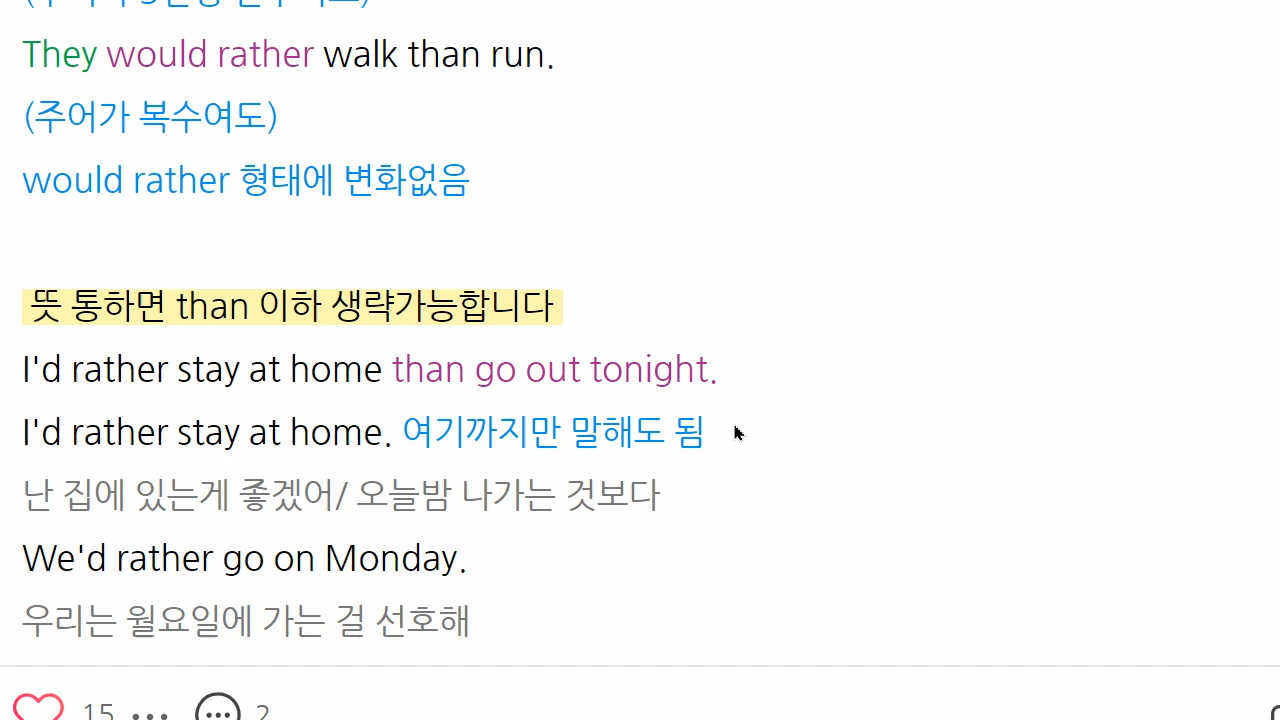 They would rather walk than run.
(주어가 복수여도)
would rather 형태에 변화없음
뜻 통하면 than 이하 생략가능합니다
I'd rather stay at home than go out tonight.
I'd rather stay at home. 여기까지만 말해도 됨
난 집에 있는게 좋겠어/ 오늘밤 나가는 것보다
We'd rather go on Monday.
우리는 월요일에 가는 걸 선호해
15 2